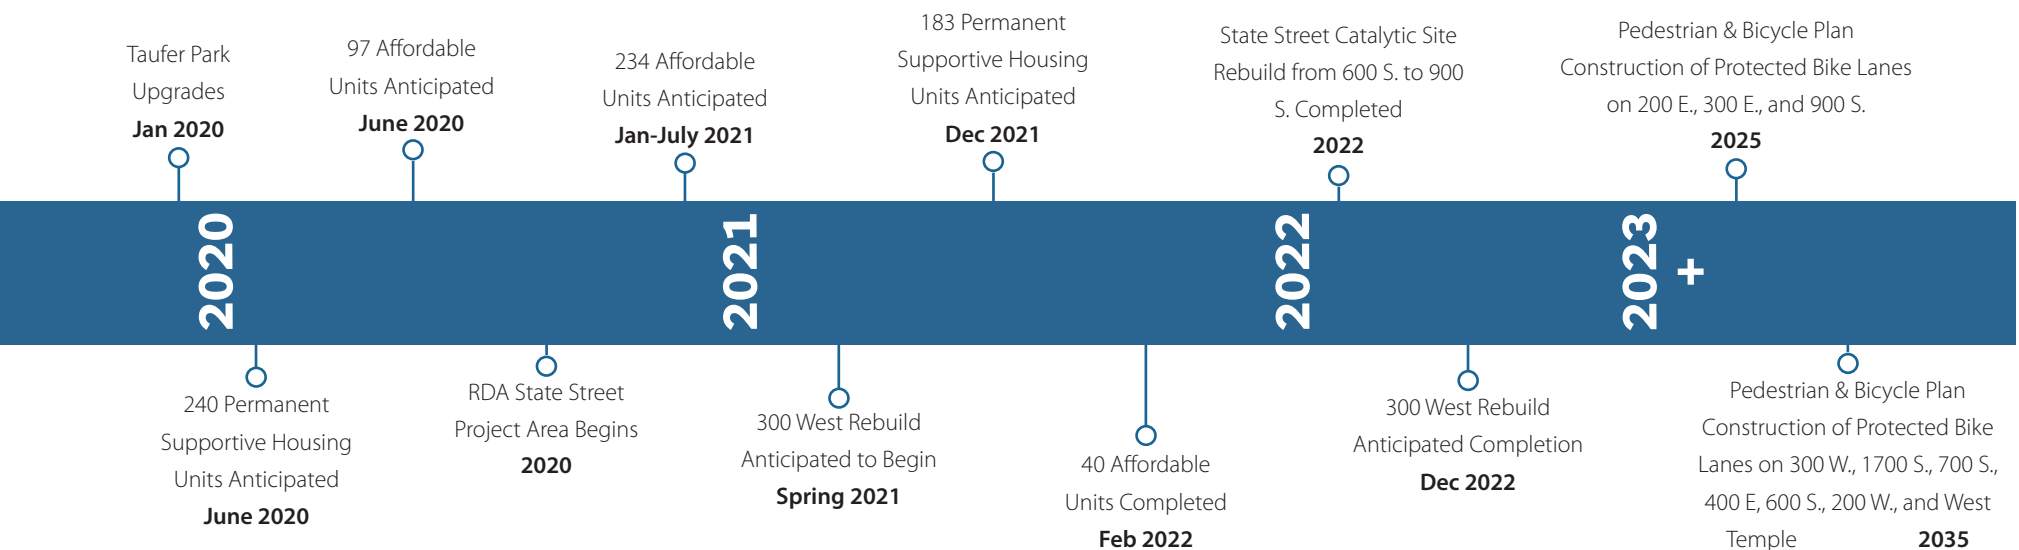 Taufer Park
Upgrades
Jan 2020
97 Affordable
Units Anticipated
June 2020
234 Affordable
Units Anticipated
Jan-July 2021
183 Permanent
Supportive Housing
Units Anticipated
Dec 2021
State Street Catalytic Site
Rebuild from 600 S. to 900
S. Completed
2022
Pedestrian & Bicycle Plan
Construction of Protected Bike Lanes
on 200 E., 300 E., and 900 S.
2025
2020
2021
2022
2023
+
240 Permanent
Supportive Housing
Units Anticipated
June 2020
RDA State Street
Project Area Begins
2020
300 West Rebuild
Anticipated to Begin
Spring 2021
40 Affordable
Units Completed
Feb 2022
300 West Rebuild
Anticipated Completion
Dec 2022
Pedestrian & Bicycle Plan
Construction of Protected Bike
Lanes on 300 W., 1700 S., 700 S.,
400 E, 600 S., 200 W., and West
Temple 2035